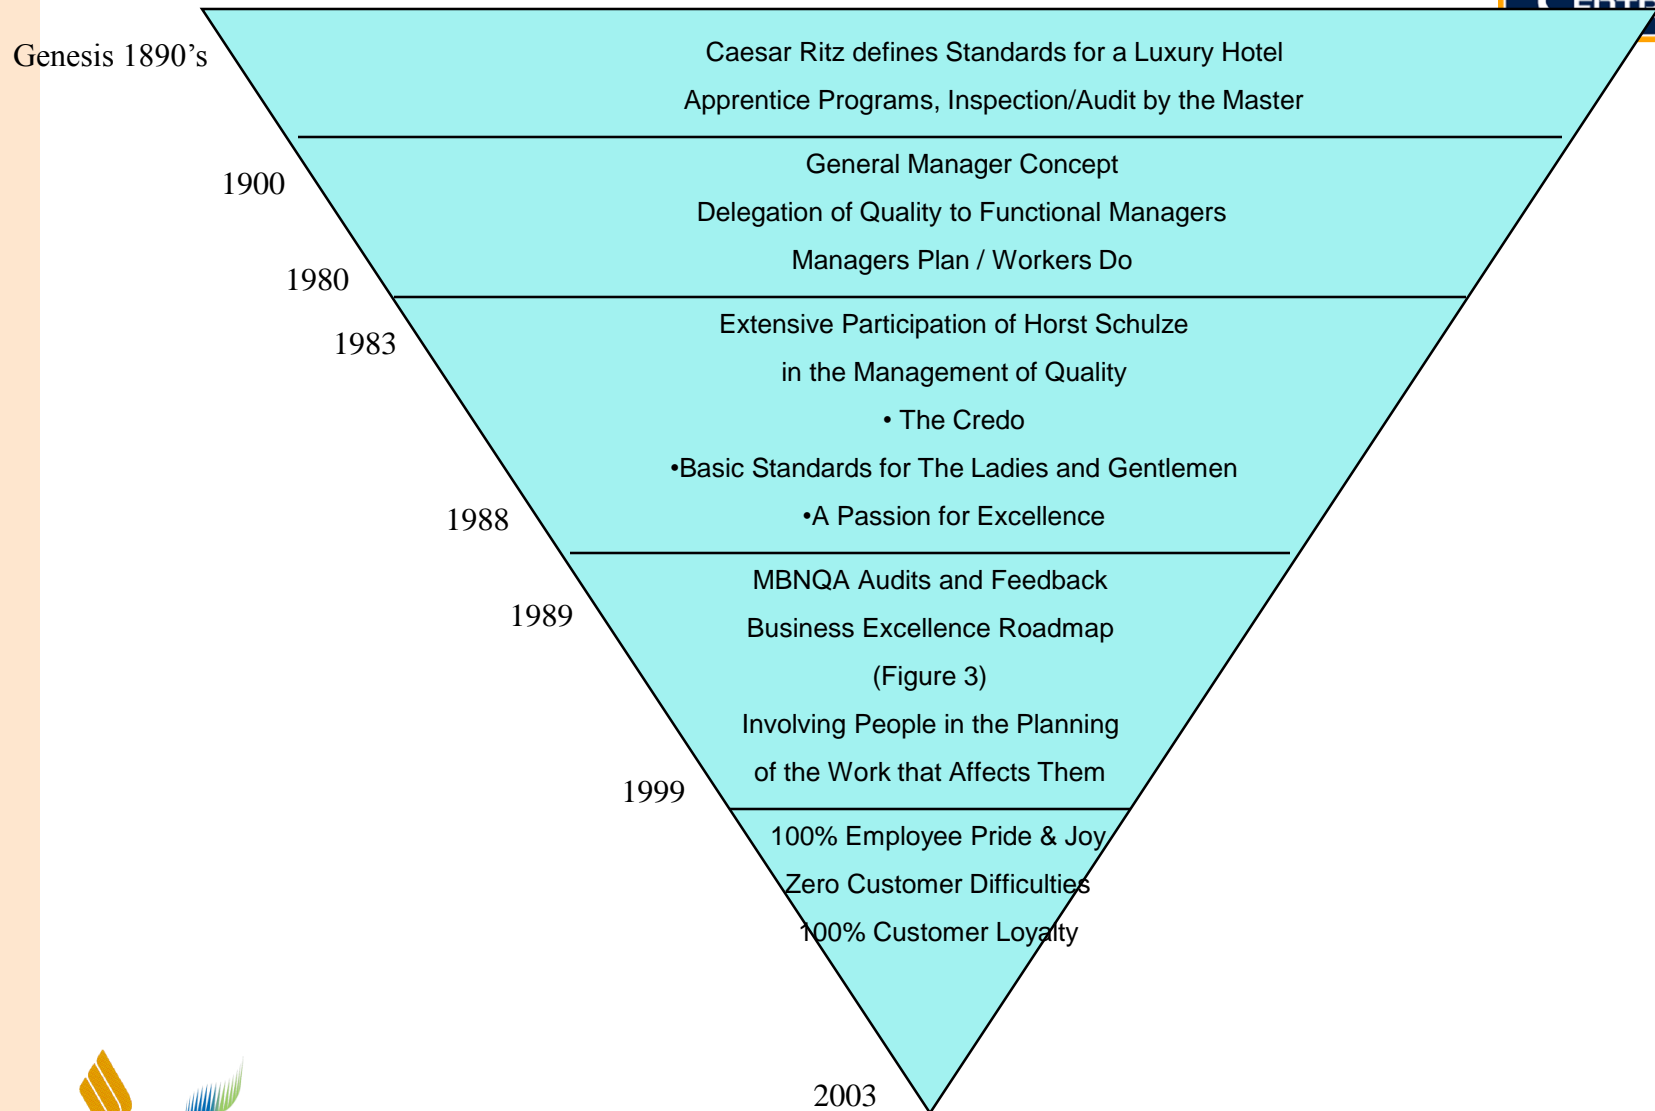 Genesis 1890’s
Caesar Ritz defines Standards for a Luxury Hotel
Apprentice Programs, Inspection/Audit by the Master
1900
General Manager Concept
Delegation of Quality to Functional Managers
Managers Plan / Workers Do
1980
1983
Extensive Participation of Horst Schulze
in the Management of Quality
• The Credo
•Basic Standards for The Ladies and Gentlemen
•A Passion for Excellence
1988
1989
MBNQA Audits and Feedback
Business Excellence Roadmap
(Figure 3)
Involving People in the Planning
of the Work that Affects Them
1999
100% Employee Pride & Joy
Zero Customer Difficulties
100% Customer Loyalty
2003